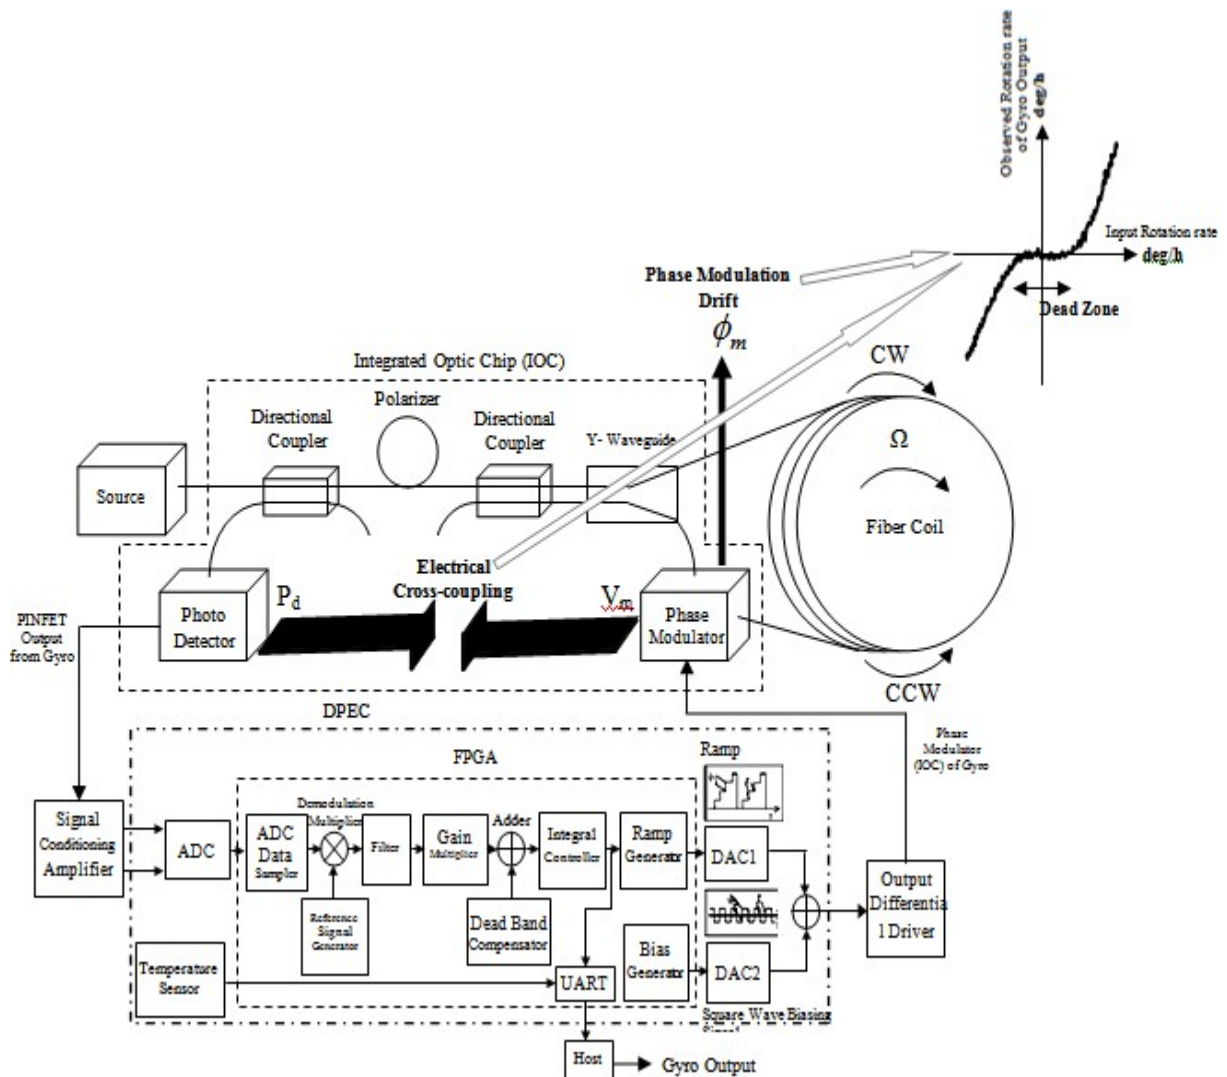 Observed Rotation rate
of Gyro Output
deg/h
Input Rotation rate
deg/h
Dead Zone
Phase Modulation
Drift
ϕm
Integrated Optic Chip (IOC)
CW
Directional
Coupler
Polarizer
Directional
Coupler
Y- Waveguide
Source
Ω
Fiber Coil
Electrical
Cross-coupling
Pd
Vm
Photo
Detector
Phase
Modulator
PINFET
Output
from Gyro
CCW
DPEC
Phase
Modulator
(IOC) of Gyro
FPGA
Ramp
Signal
Conditioning
Amplifier
ADC
ADC
Data
Sampler
Demodulation
Multiplier
Filter
Gain
Multiplier
Adder
Integral
Controller
Ramp
Generator
DAC1
Reference
Signal
Generator
Dead Band
Compensator
Bias
Generator
DAC2
Output
Differentia
l Driver
Temperature
Sensor
UART
Square Wave Biasing
Host
Gyro Output